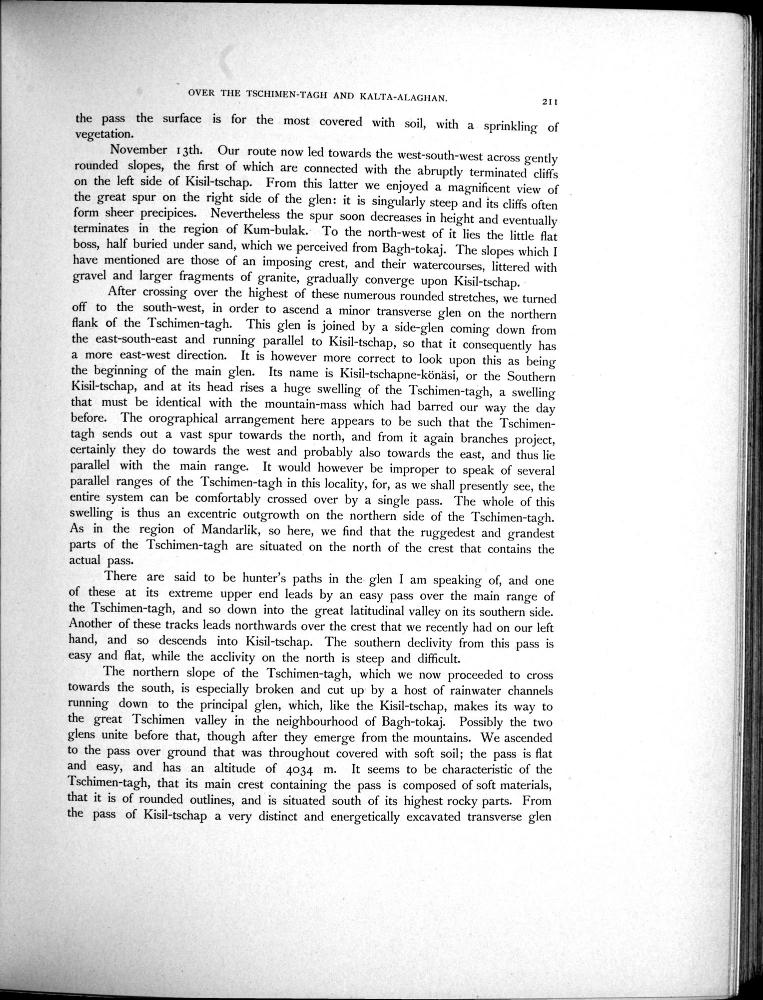 OVER THE TSCHIMEN-TAGH AND KALTA-ALAGHAN.
211
the pass the surface is for the most covered with soil, with a sprinkling of
vegetation.
November 13th. Our route now led towards the west-south-west across gently
rounded slopes, the first of which are connected with the abruptly terminated cliffs
on the left side of Kisil-tschap. From this latter we enjoyed a magnificent view of
the great spur on the right side of the glen: it is singularly steep and its cliffs often
form sheer precipices. Nevertheless the spur soon decreases in height and eventually
terminates in the region of Kum-bulak. To the north-west of it lies the little flat
boss, half buried under sand, which we perceived from Bagh-tokaj. The slopes which I
have mentioned are those of an imposing crest, and their watercourses, littered with
gravel and larger fragments of granite, gradually converge upon Kisil-tschap.
After crossing over the highest of these numerous rounded stretches, we turned
off to the south-west, in order to ascend a minor transverse glen on the northern
flank of the Tschimen-tagh. This glen is joined by a side-glen coming down from
the east-south-east and running parallel to Kisil-tschap, so that it consequently has
a more east-west direction. It is however more correct to look upon this as being
the beginning of the main glen. Its name is Kisil-tschapne-könäsi, or the Southern
Kisil-tschap, and at its head rises a huge swelling of the Tschimen-tagh, a swelling
that must be identical with the mountain-mass which had barred our way the day
before. The orographical arrangement here appears to be such that the Tschimen-
tagh sends out a vast spur towards the north, and from it again branches project,
certainly they do towards the west and probably also towards the east, and thus lie
parallel with the main range. It would however be improper to speak of several
parallel ranges of the Tschimen-tagh in this locality, for, as we shall presently see, the
entire system can be comfortably crossed over by a single pass. The whole of this
swelling is thus an excentric outgrowth on the northern side of the Tschimen-tagh.
As in the region of Mandarlik, so here, we find that the ruggedest and grandest
parts of the Tschimen-tagh are situated on the north of the crest that contains the
actual pass.
There are said to be hunter's paths in the glen I am speaking of, and one
of these at its extreme upper end leads by an easy pass over the main range of
the Tschimen-tagh, and so down into the great latitudinal valley on its southern side.
Another of these tracks leads northwards over the crest that we recently had on our left
hand, and so descends into Kisil-tschap. The southern declivity from this pass is
easy and flat, while the acclivity on the north is steep and difficult.
The northern slope of the Tschimen-tagh, which we now proceeded to cross
towards the south, is especially broken and cut up by a host of rainwater channels
running down to the principal glen, which, like the Kisil-tschap, makes its way to
the great Tschimen valley in the neighbourhood of Bagh-tokaj. Possibly the two
glens unite before that, though after they emerge from the mountains. We ascended
to the pass over ground that was throughout covered with soft soil; the pass is flat
and easy, and has an altitude of 4034 m. It seems to be characteristic of the
Tschimen-tagh, that its main crest containing the pass is composed of soft materials,
that it is of rounded outlines, and is situated south of its highest rocky parts. From
the pass of Kisil-tschap a very distinct and energetically excavated transverse glen